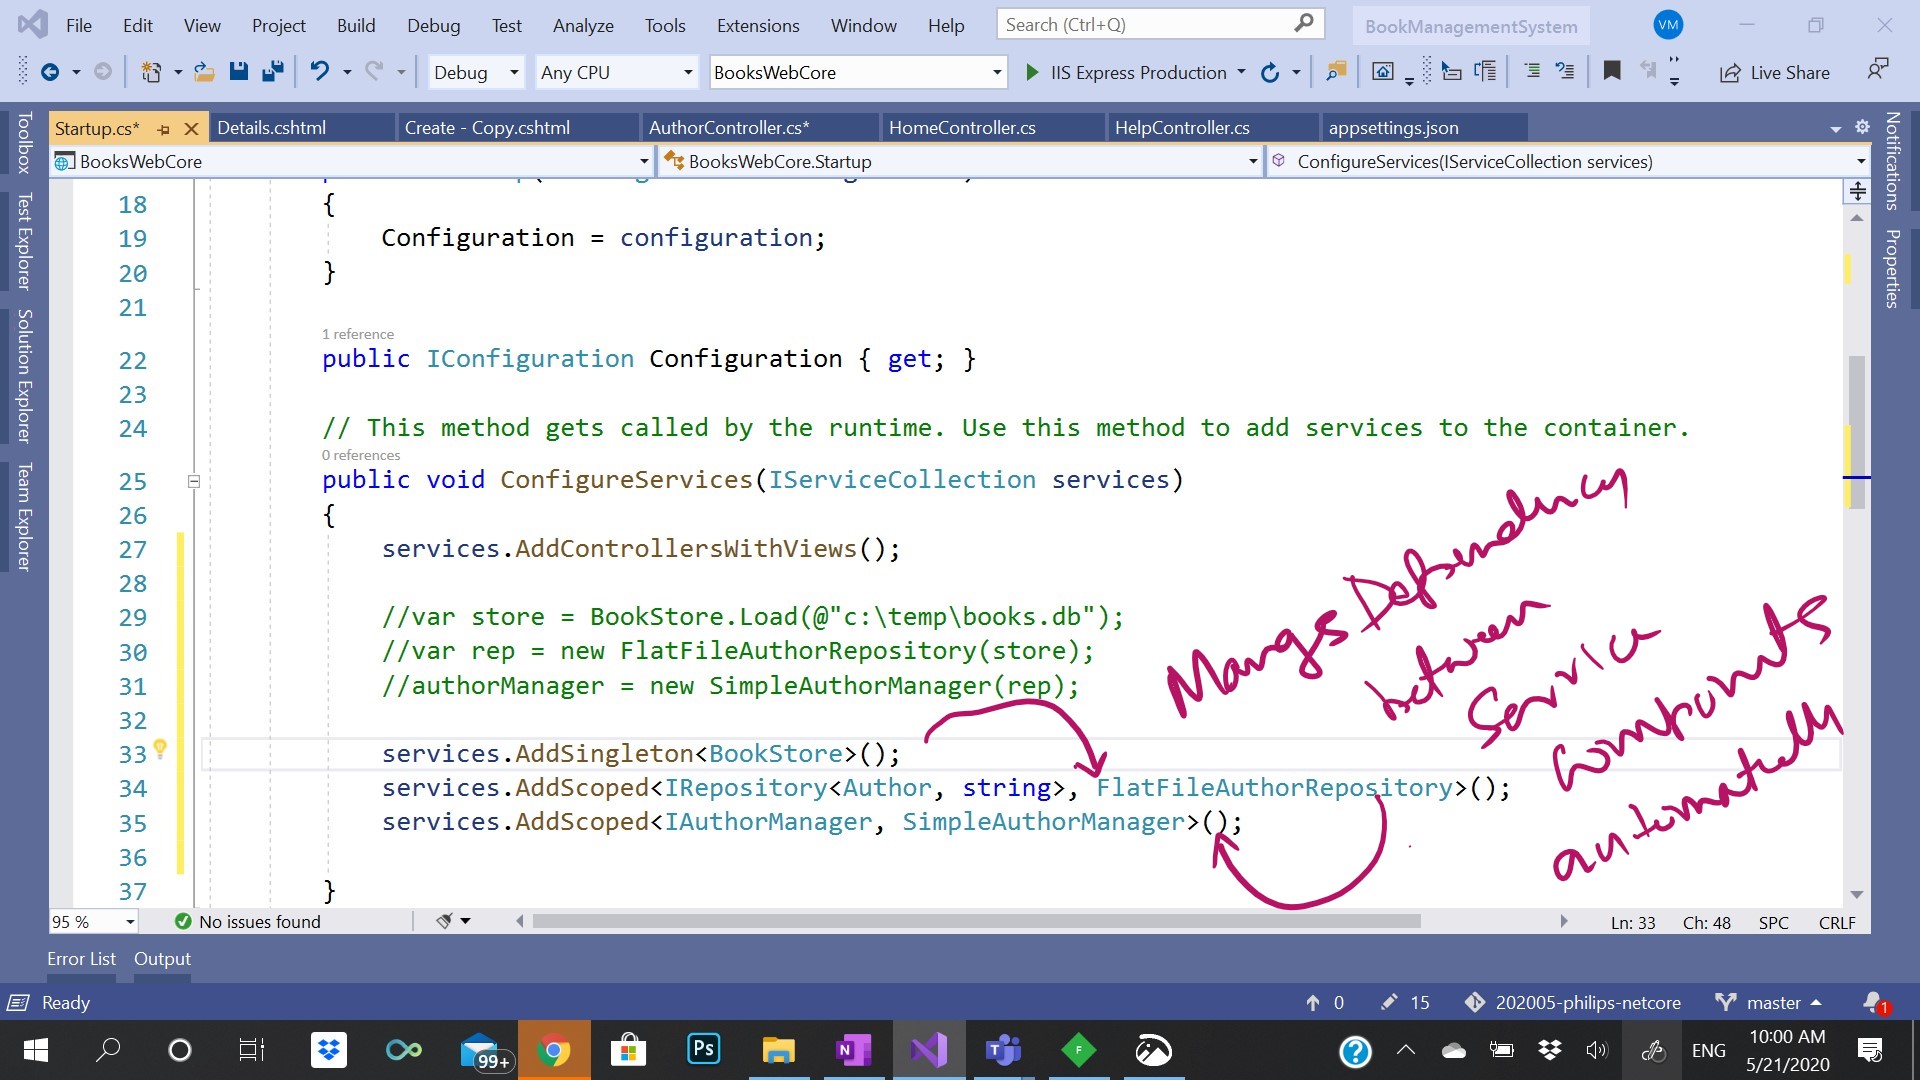 File Edit View Project Build Debug Test Analyze Tools Extensions Window Help Search (Ctrl+Q) BookManagementSystem VM
Debug Any CPU BooksWebCore IIS Express Production Live Share
Startup.cs* Details.cshtml Create - Copy.cshtml AuthorController.cs* HomeController.cs HelpController.cs appsettings.json
BooksWebCore BooksWebCore.Startup ConfigureServices(IServiceCollection services)
Toolbox
Test Explorer
Solution Explorer
Team Explorer
Notifications
Properties
18 {
19 Configuration = configuration;
20 }
21
1 reference
22 public IConfiguration Configuration { get; }
23
24 // This method gets called by the runtime. Use this method to add services to the container.
0 references
25 public void ConfigureServices(IServiceCollection services)
26 {
27 services.AddControllersWithViews();
28
29 //var store = BookStore.Load(@"c:\temp\books.db");
30 //var rep = new FlatFileAuthorRepository(store);
31 //authorManager = new SimpleAuthorManager(rep);
32
33 services.AddSingleton<BookStore>();
34 services.AddScoped<IRepository<Author, string>, FlatFileAuthorRepository>();
35 services.AddScoped<IAuthorManager, SimpleAuthorManager>();
36
37 }
Dependency
between
Service
automatically
95 % No issues found Ln: 33 Ch: 48 SPC CRLF
Error List Output
Ready 0 15 202005-philips-netcore master 1
99+ Ps N F ENG 10:00 AM
5/21/2020